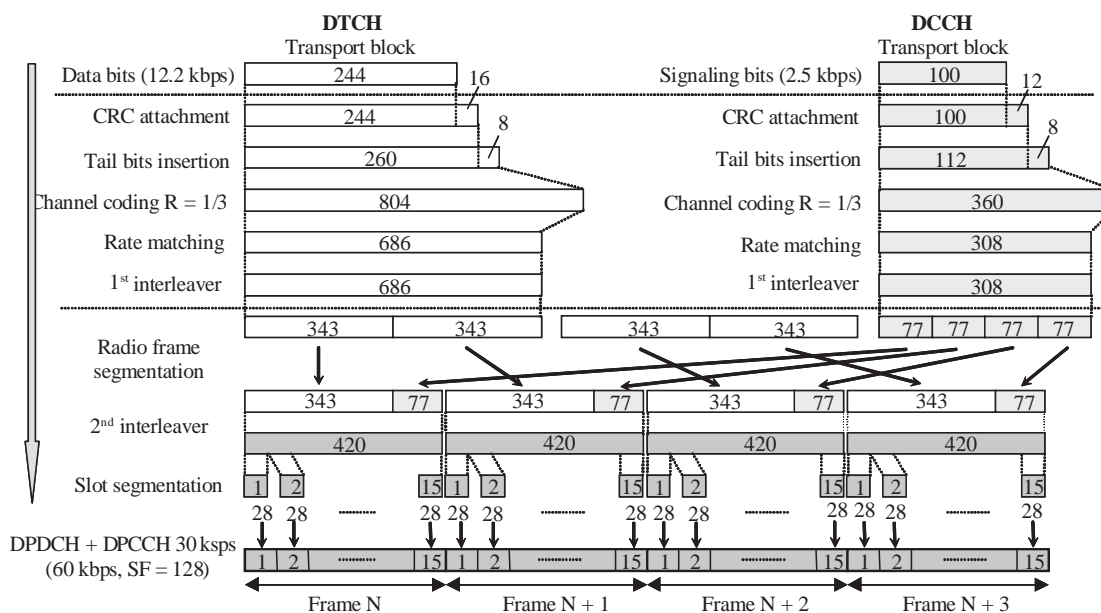 DTCH
Transport block
DCCH
Transport block
Data bits (12.2 kbps)
244
16
Signaling bits (2.5 kbps)
100
12
CRC attachment
244
8
CRC attachment
100
8
Tail bits insertion
260
Tail bits insertion
112
Channel coding R = 1/3
804
Channel coding R = 1/3
360
Rate matching
686
Rate matching
308
1st interleaver
686
1st interleaver
308
Radio frame
segmentation
343 343 343 343 77 77 77 77
343 77 343 77 343 77 343 77
2nd interleaver
420 420 420 420
Slot segmentation
1 2 15 1 2 15 1 2 15 1 2 15
28 28 ......... 28 28 28 ......... 28 28 28 ......... 28 28 28 ......... 28
DPDCH + DPCCH 30 ksps
(60 kbps, SF = 128)
1 2 ............ 15 1 2 ............ 15 1 2 ............ 15 1 2 ............ 15
Frame N Frame N + 1 Frame N + 2 Frame N + 3